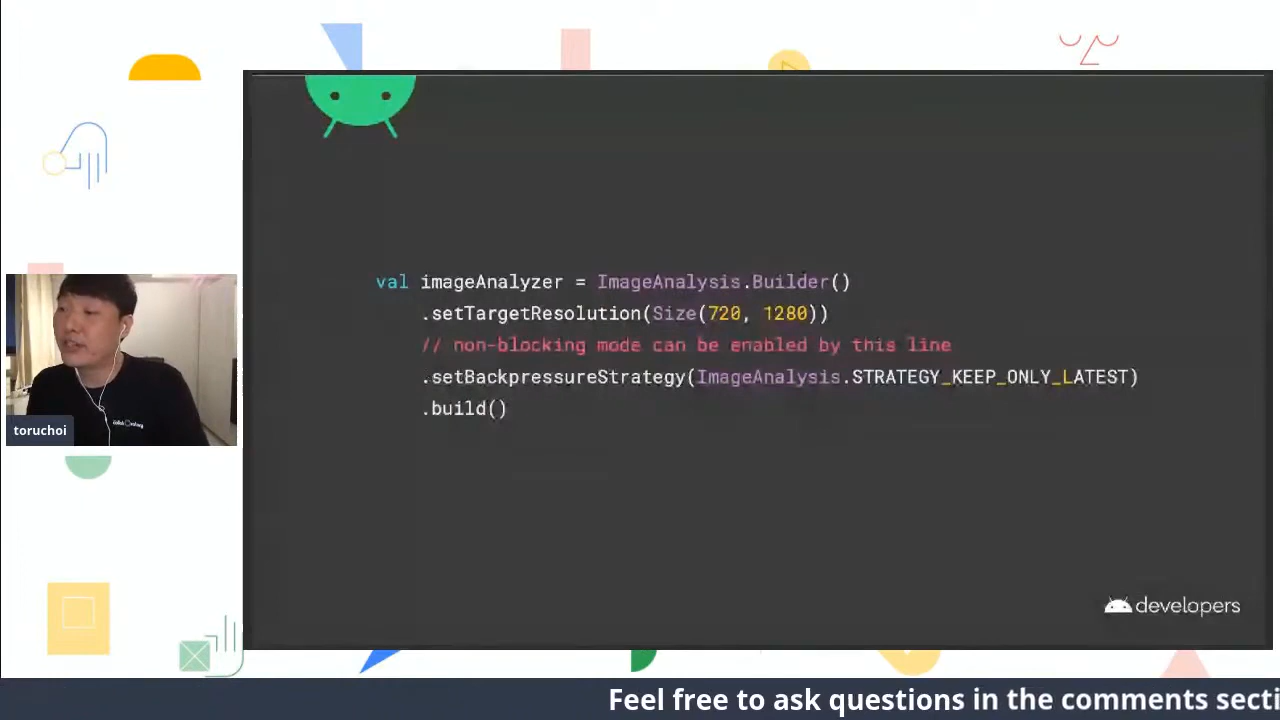 val imageAnalyzer = ImageAnalysis.Builder()
.setTargetResolution(Size(720, 1280))
// non-blocking mode can be enabled by this line
.setBackpressureStrategy(ImageAnalysis.STRATEGY_KEEP_ONLY_LATEST)
.build()
toruchoi
developers
Feel free to ask questions in the comments secti